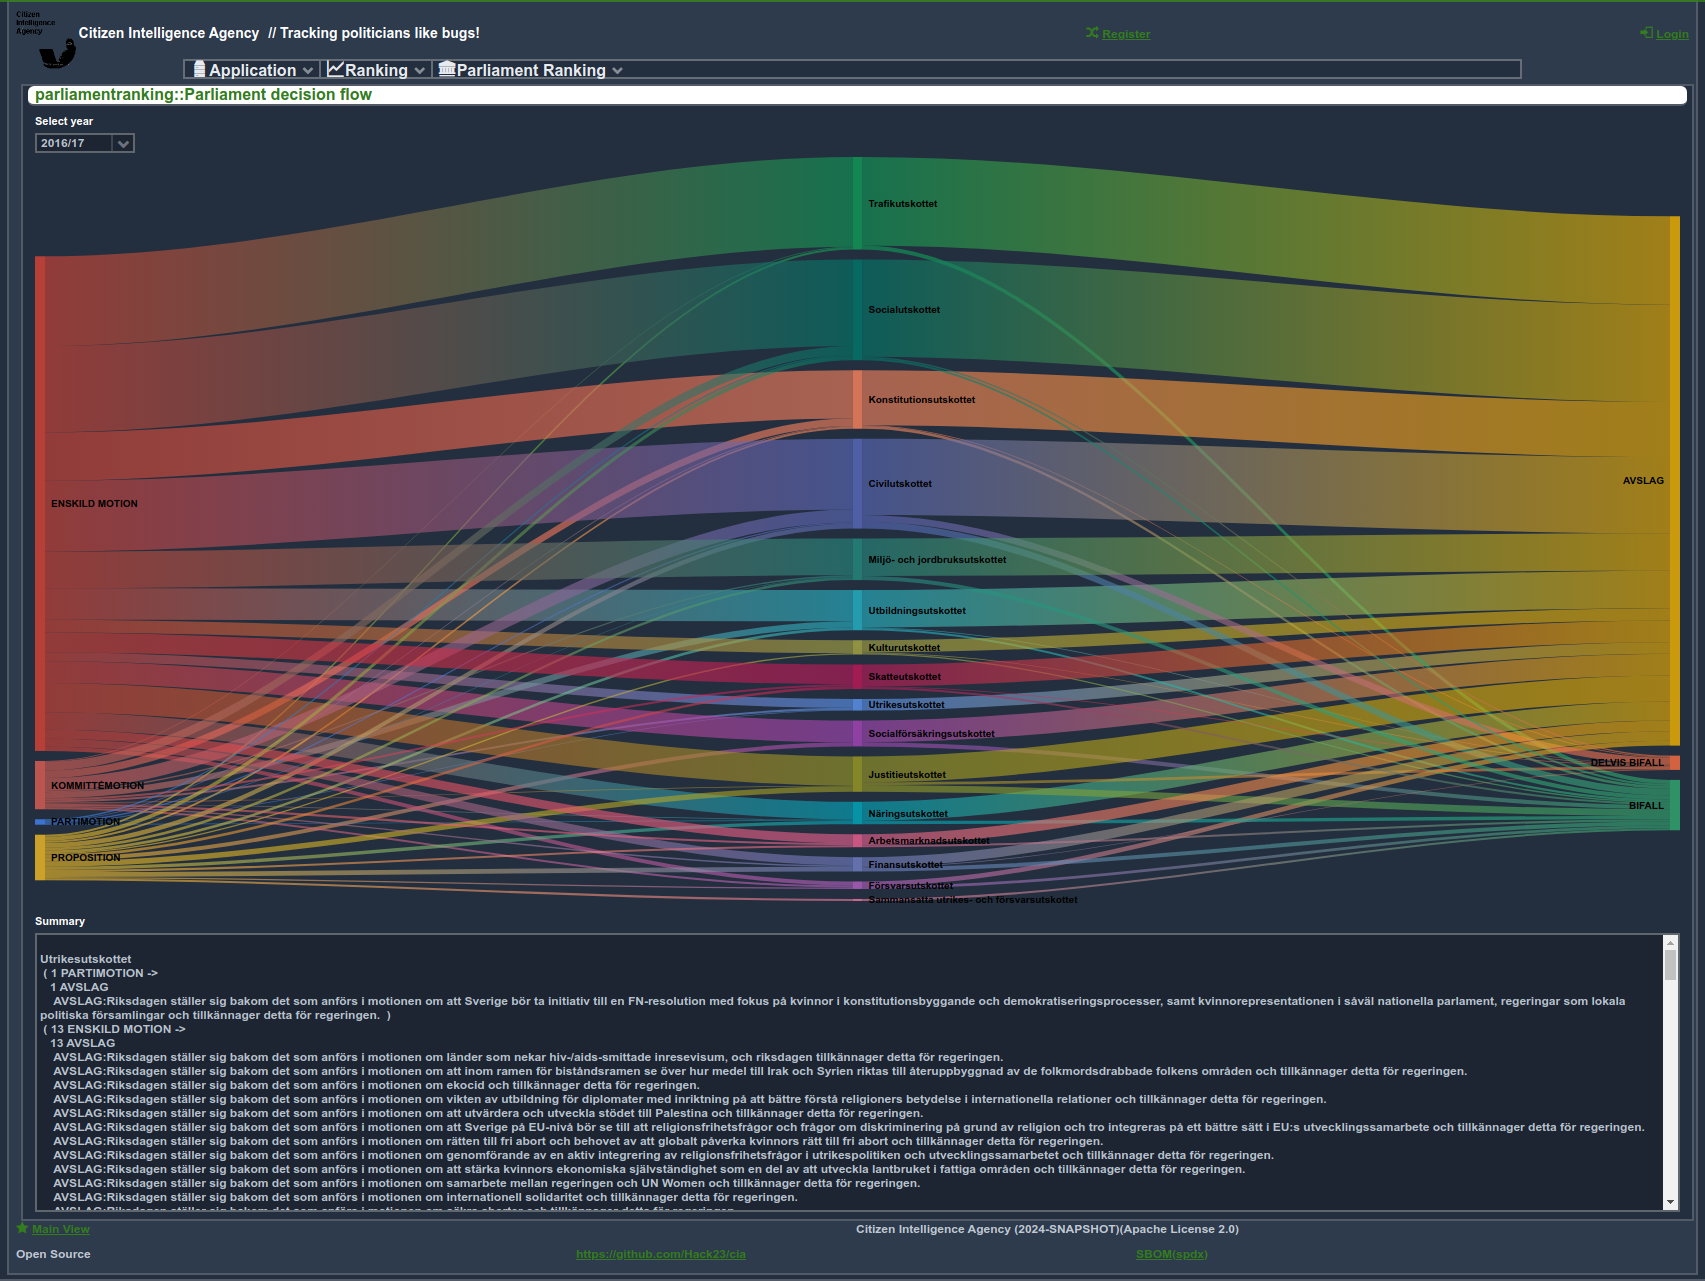 Citizen
Intelligence
Agency
Citizen Intelligence Agency // Tracking politicians like bugs!
Register
Login
Application
Ranking
Parliament Ranking
parliamentranking::Parliament decision flow
Select year
2016/17
Trafikutskottet
Socialutskottet
Konstitutionsutskottet
AVSLAG
Civilutskottet
ENSKILD MOTION
Miljö- och jordbruksutskottet
Utbildningsutskottet
Kulturutskottet
Skatteutskottet
Utrikesutskottet
Socialförsäkringsutskottet
DELVIS BIFALL
Justitieutskottet
KOMMITTÉMOTION
BIFALL
Näringsutskottet
PARTIMOTION
Arbetsmarknadsutskottet
PROPOSITION
Finansutskottet
Försvarsutskottet
Sammansatta utrikes- och försvarsutskottet
Summary
Utrikesutskottet
( 1 PARTIMOTION ->
1 AVSLAG
AVSLAG:Riksdagen ställer sig bakom det som anförs i motionen om att Sverige bör ta initiativ till en FN-resolution med fokus på kvinnor i konstitutionsbyggande och demokratiseringsprocesser, samt kvinnorepresentationen i såväl nationella parlament, regeringar som lokala
politiska församlingar och tillkännager detta för regeringen. )
( 13 ENSKILD MOTION ->
13 AVSLAG
AVSLAG:Riksdagen ställer sig bakom det som anförs i motionen om länder som nekar hiv-/aids-smittade inresevisum, och riksdagen tillkännager detta för regeringen.
AVSLAG:Riksdagen ställer sig bakom det som anförs i motionen om att inom ramen för biståndsramen se över hur medel till Irak och Syrien riktas till återuppbyggnad av de folkmordsdrabbade folkens områden och tillkännager detta för regeringen.
AVSLAG:Riksdagen ställer sig bakom det som anförs i motionen om ekocid och tillkännager detta för regeringen.
AVSLAG:Riksdagen ställer sig bakom det som anförs i motionen om vikten av utbildning för diplomater med inriktning på att bättre förstå religioners betydelse i internationella relationer och tillkännager detta för regeringen.
AVSLAG:Riksdagen ställer sig bakom det som anförs i motionen om att utvärdera och utveckla stödet till Palestina och tillkännager detta för regeringen.
AVSLAG:Riksdagen ställer sig bakom det som anförs i motionen om att Sverige på EU-nivå bör se till att religionsfrihetsfrågor och frågor om diskriminering på grund av religion och tro integreras på ett bättre sätt i EU:s utvecklingssamarbete och tillkännager detta för regeringen.
AVSLAG:Riksdagen ställer sig bakom det som anförs i motionen om rätten till fri abort och behovet av att globalt påverka kvinnors rätt till fri abort och tillkännager detta för regeringen.
AVSLAG:Riksdagen ställer sig bakom det som anförs i motionen om genomförande av en aktiv integrering av religionsfrihetsfrågor i utrikespolitiken och utvecklingssamarbetet och tillkännager detta för regeringen.
AVSLAG:Riksdagen ställer sig bakom det som anförs i motionen om att stärka kvinnors ekonomiska självständighet som en del av att utveckla lantbruket i fattiga områden och tillkännager detta för regeringen.
AVSLAG:Riksdagen ställer sig bakom det som anförs i motionen om samarbete mellan regeringen och UN Women och tillkännager detta för regeringen.
AVSLAG:Riksdagen ställer sig bakom det som anförs i motionen om internationell solidaritet och tillkännager detta för regeringen.
AVSLAG:Riksdagen ställer sig bakom det som anförs i motionen om säkra aborter och tillkännager detta för regeringen.
Main View
Citizen Intelligence Agency (2024-SNAPSHOT)(Apache License 2.0)
Open Source
https://github.com/Hack23/cia
SBOM(spdx)